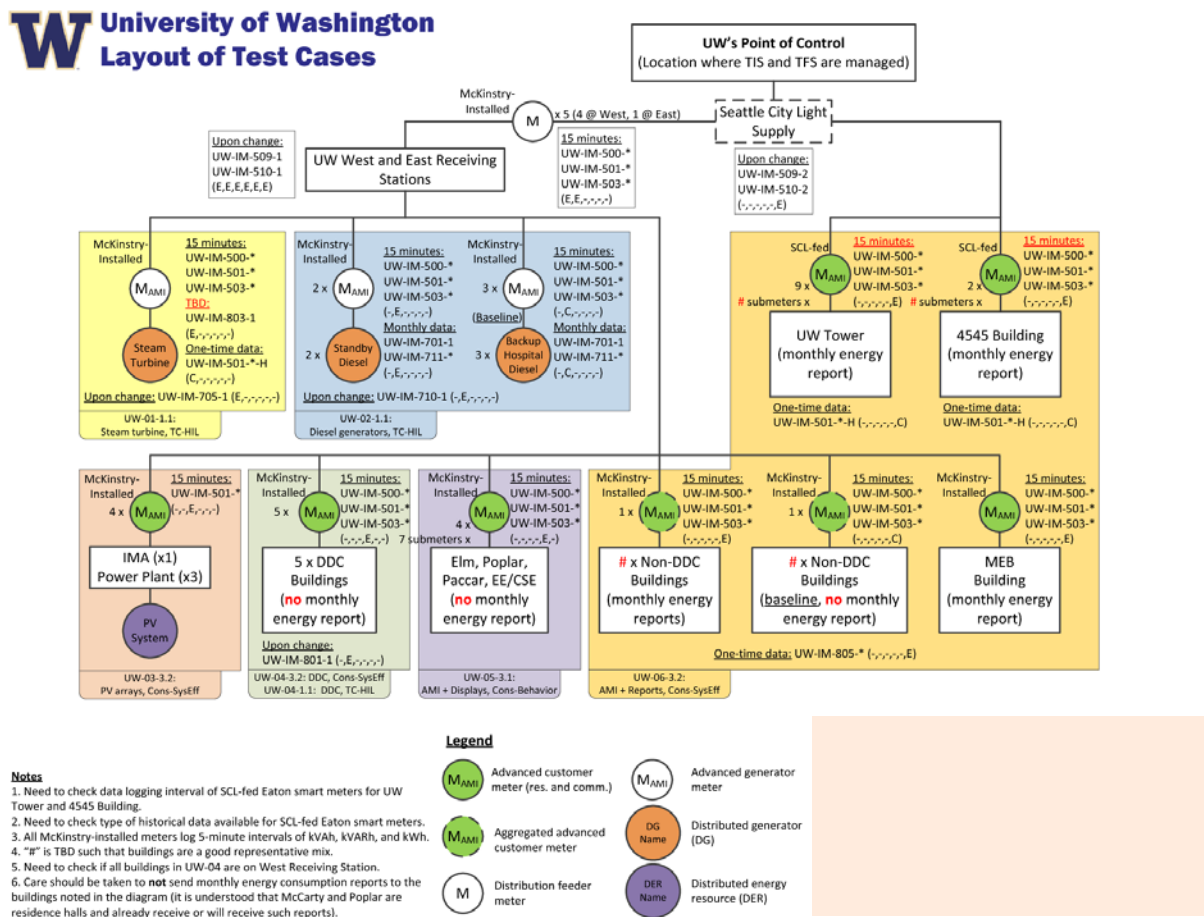 W University of Washington
Layout of Test Cases
UW's Point of Control
(Location where TIS and TFS are managed)
McKinstry-
Installed
M
x 5 (4 @ West, 1 @ East)
Seattle City Light
Supply
Upon change:
UW-IM-509-1
UW-IM-510-1
(E,E,E,E,E,E)
UW West and East Receiving
Stations
15 minutes:
UW-IM-500-*
UW-IM-501-*
UW-IM-503-*
(E,E,-,-,-,-)
Upon change:
UW-IM-509-2
UW-IM-510-2
(-,-,-,-,-,E)
McKinstry-
Installed
MAMI
Steam
Turbine
15 minutes:
UW-IM-500-*
UW-IM-501-*
UW-IM-503-*
TBD:
UW-IM-803-1
(E,-,-,-,-,-)
One-time data:
UW-IM-501-*-H
(C,-,-,-,-,-)
Upon change: UW-IM-705-1 (E,-,-,-,-,-)
UW-01-1.1:
Steam turbine, TC-HIL
McKinstry-
Installed
2 x MAMI
2 x Standby
Diesel
15 minutes:
UW-IM-500-*
UW-IM-501-*
UW-IM-503-*
(-,E,-,-,-,-)
Monthly data:
UW-IM-701-1
UW-IM-711-*
(-,E,-,-,-,-)
McKinstry-
Installed
3 x MAMI
(Baseline)
3 x Backup
Hospital
Diesel
15 minutes:
UW-IM-500-*
UW-IM-501-*
UW-IM-503-*
(-,C,-,-,-,-)
Monthly data:
UW-IM-701-1
UW-IM-711-*
(-,C,-,-,-,-)
Upon change: UW-IM-710-1 (-,E,-,-,-,-)
UW-02-1.1:
Diesel generators, TC-HIL
SCL-fed
MAMI
9 x
# submeters x
15 minutes:
UW-IM-500-*
UW-IM-501-*
UW-IM-503-*
(-,-,-,-,-,E)
UW Tower
(monthly energy
report)
One-time data:
UW-IM-501-*-H (-,-,-,-,-,C)
SCL-fed
MAMI
2 x
# submeters x
15 minutes:
UW-IM-500-*
UW-IM-501-*
UW-IM-503-*
(-,-,-,-,-,E)
4545 Building
(monthly energy
report)
One-time data:
UW-IM-501-*-H (-,-,-,-,-,C)
McKinstry-
Installed
4 x MAMI
15 minutes:
UW-IM-501-*
(-,-,E,-,-,-)
IMA (x1)
Power Plant (x3)
PV
System
UW-03-3.2:
PV arrays, Cons-SysEff
McKinstry-
Installed
5 x MAMI
15 minutes:
UW-IM-500-*
UW-IM-501-*
UW-IM-503-*
(-,-,-,E,-,-)
5 x DDC
Buildings
(no monthly
energy report)
Upon change:
UW-IM-801-1 (-,E,-,-,-,-)
UW-04-3.2: DDC, Cons-SysEff
UW-04-1.1: DDC, TC-HIL
McKinstry-
Installed
MAMI
4 x
7 submeters x
15 minutes:
UW-IM-500-*
UW-IM-501-*
UW-IM-503-*
(-,-,-,-,E,-)
Elm, Poplar,
Paccar, EE/CSE
(no monthly
energy report)
UW-05-3.1:
AMI + Displays, Cons-Behavior
McKinstry-
Installed
1 x MAMI
15 minutes:
UW-IM-500-*
UW-IM-501-*
UW-IM-503-*
(-,-,-,-,-,E)
# x Non-DDC
Buildings
(monthly energy
reports)
McKinstry-
Installed
1 x MAMI
15 minutes:
UW-IM-500-*
UW-IM-501-*
UW-IM-503-*
(-,-,-,-,-,C)
# x Non-DDC
Buildings
(baseline, no monthly
energy report)
McKinstry-
Installed
MAMI
15 minutes:
UW-IM-500-*
UW-IM-501-*
UW-IM-503-*
(-,-,-,-,-,E)
MEB
Building
(monthly energy
report)
One-time data: UW-IM-805-* (-,-,-,-,-,E)
UW-06-3.2:
AMI + Reports, Cons-SysEff
Notes
1. Need to check data logging interval of SCL-fed Eaton smart meters for UW
Tower and 4545 Building.
2. Need to check type of historical data available for SCL-fed Eaton smart meters.
3. All McKinstry-installed meters log 5-minute intervals of kVAh, kVARh, and kWh.
4. "#" is TBD such that buildings are a good representative mix.
5. Need to check if all buildings in UW-04 are on West Receiving Station.
6. Care should be taken to not send monthly energy consumption reports to the
buildings noted in the diagram (it is understood that McCarty and Poplar are
residence halls and already receive or will receive such reports).
Legend
MAMI
Advanced customer
meter (res. and comm.)
MAMI
Aggregated advanced
customer meter
M
Distribution feeder
meter
MAMI
Advanced generator
meter
DG
Name
Distributed generator
(DG)
DER
Name
Distributed energy
resource (DER)